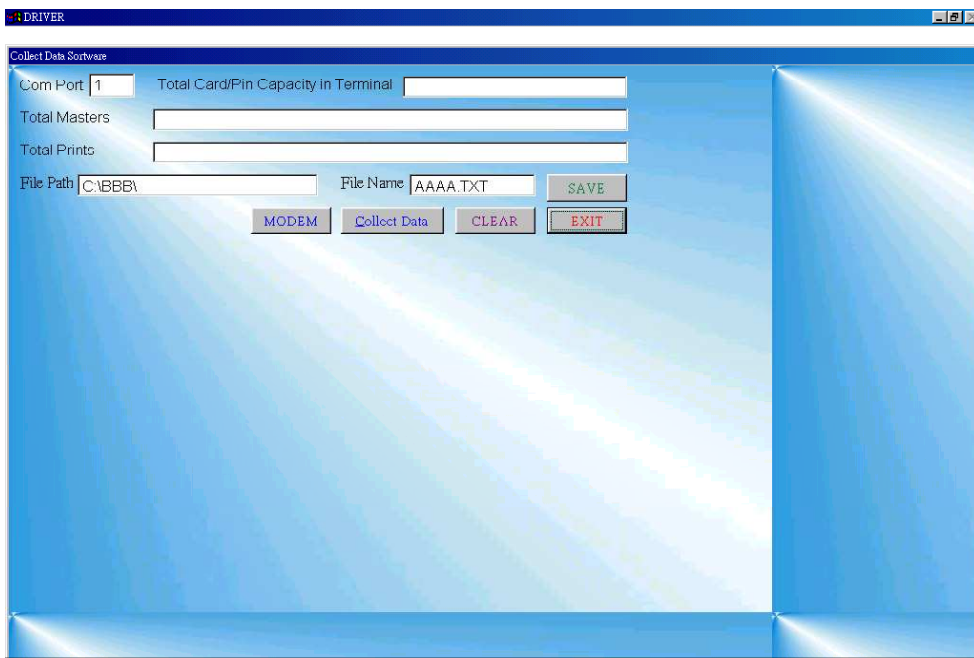 DRIVER
Collect Data Sortware
Com Port 1 Total Card/Pin Capacity in Terminal
Total Masters
Total Prints
File Path C:\BBB\ File Name AAAA.TXT SAVE
MODEM Collect Data CLEAR EXIT